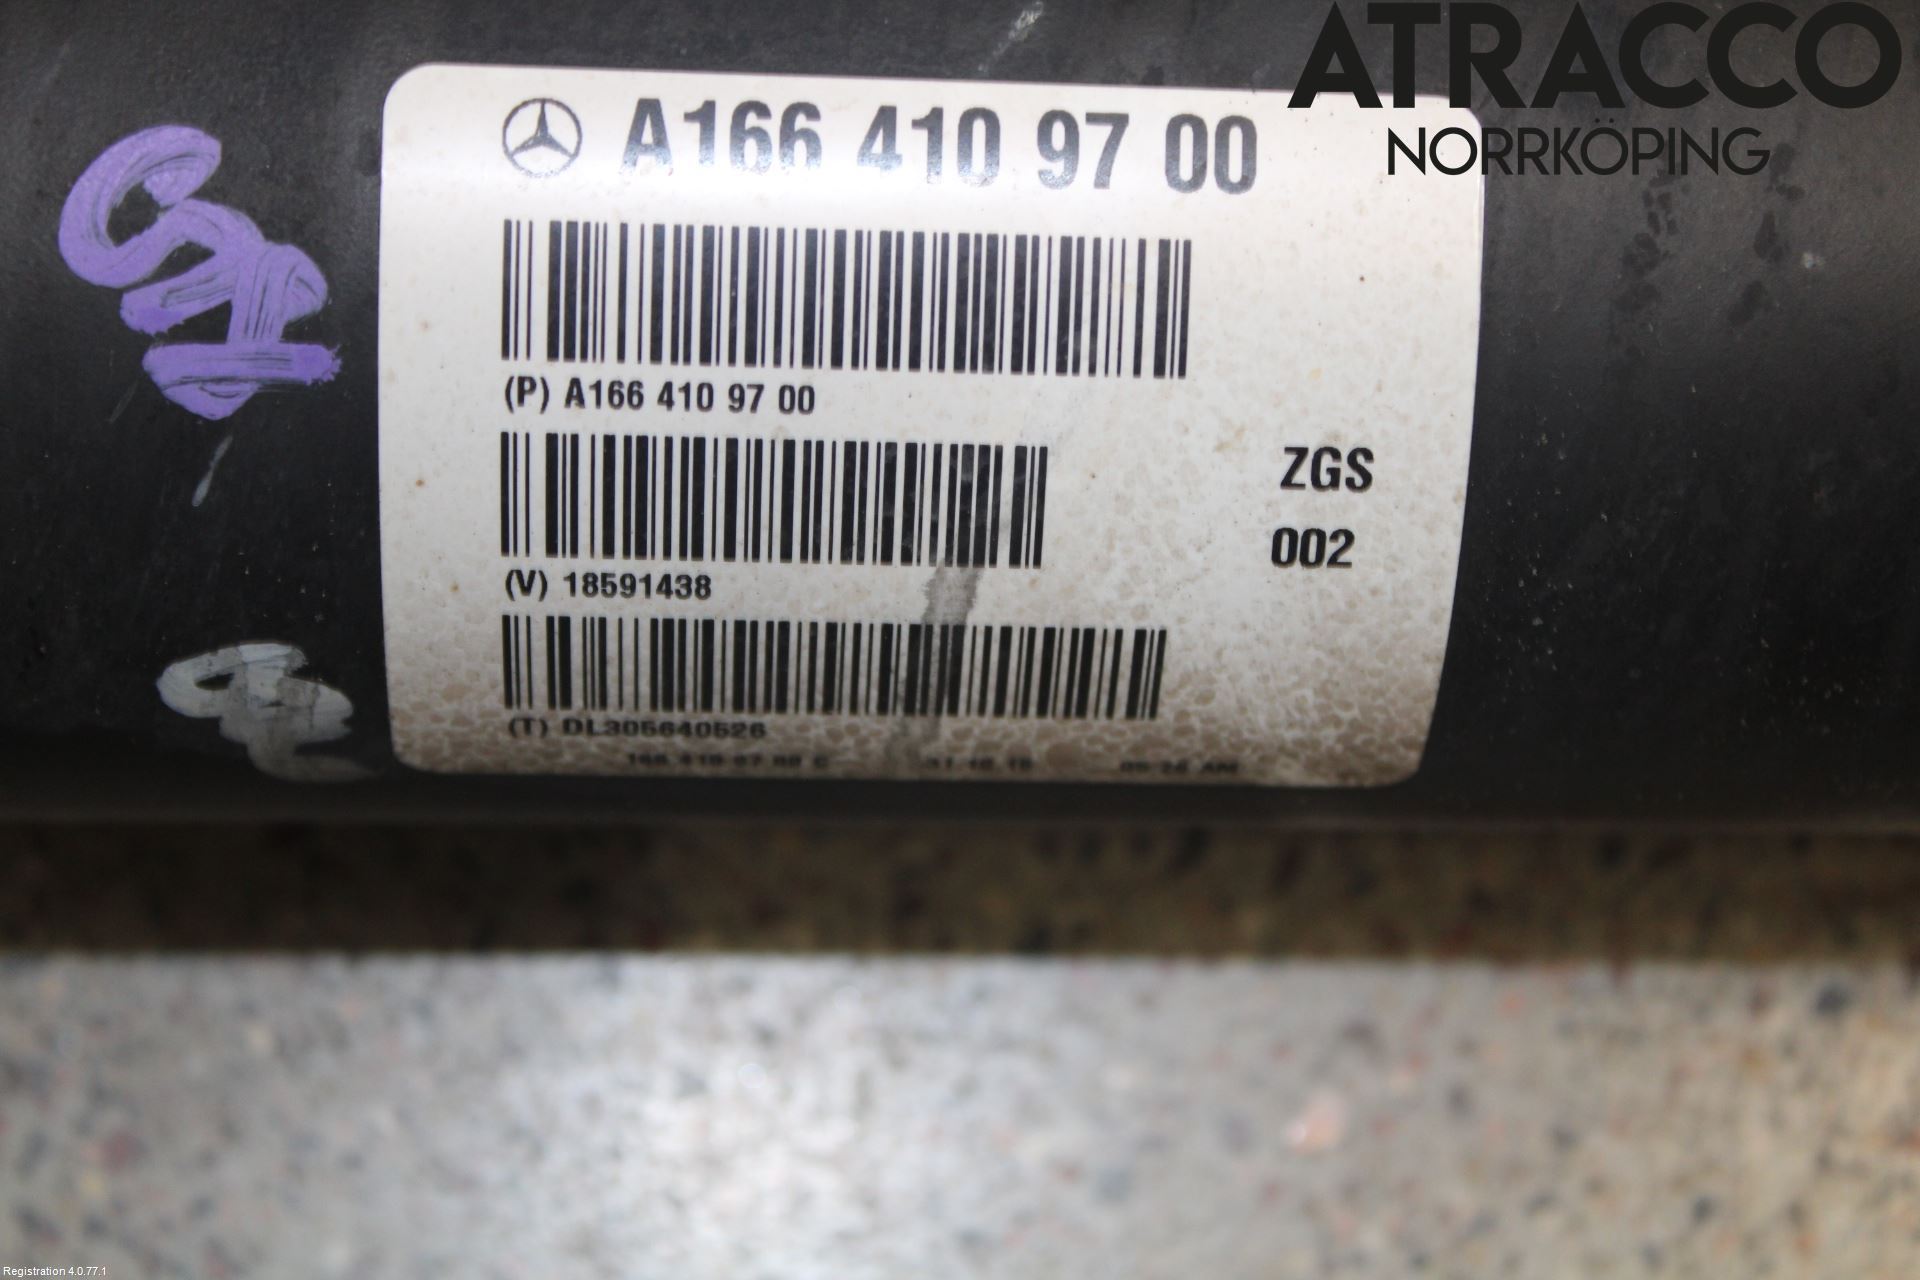 ATRACCO
NORRKÖPING
A166 410 97 00
(P) A166 410 97 00
ZGS
002
(V) 18591438
(T) DL305640526
Registration 4.0.77.1